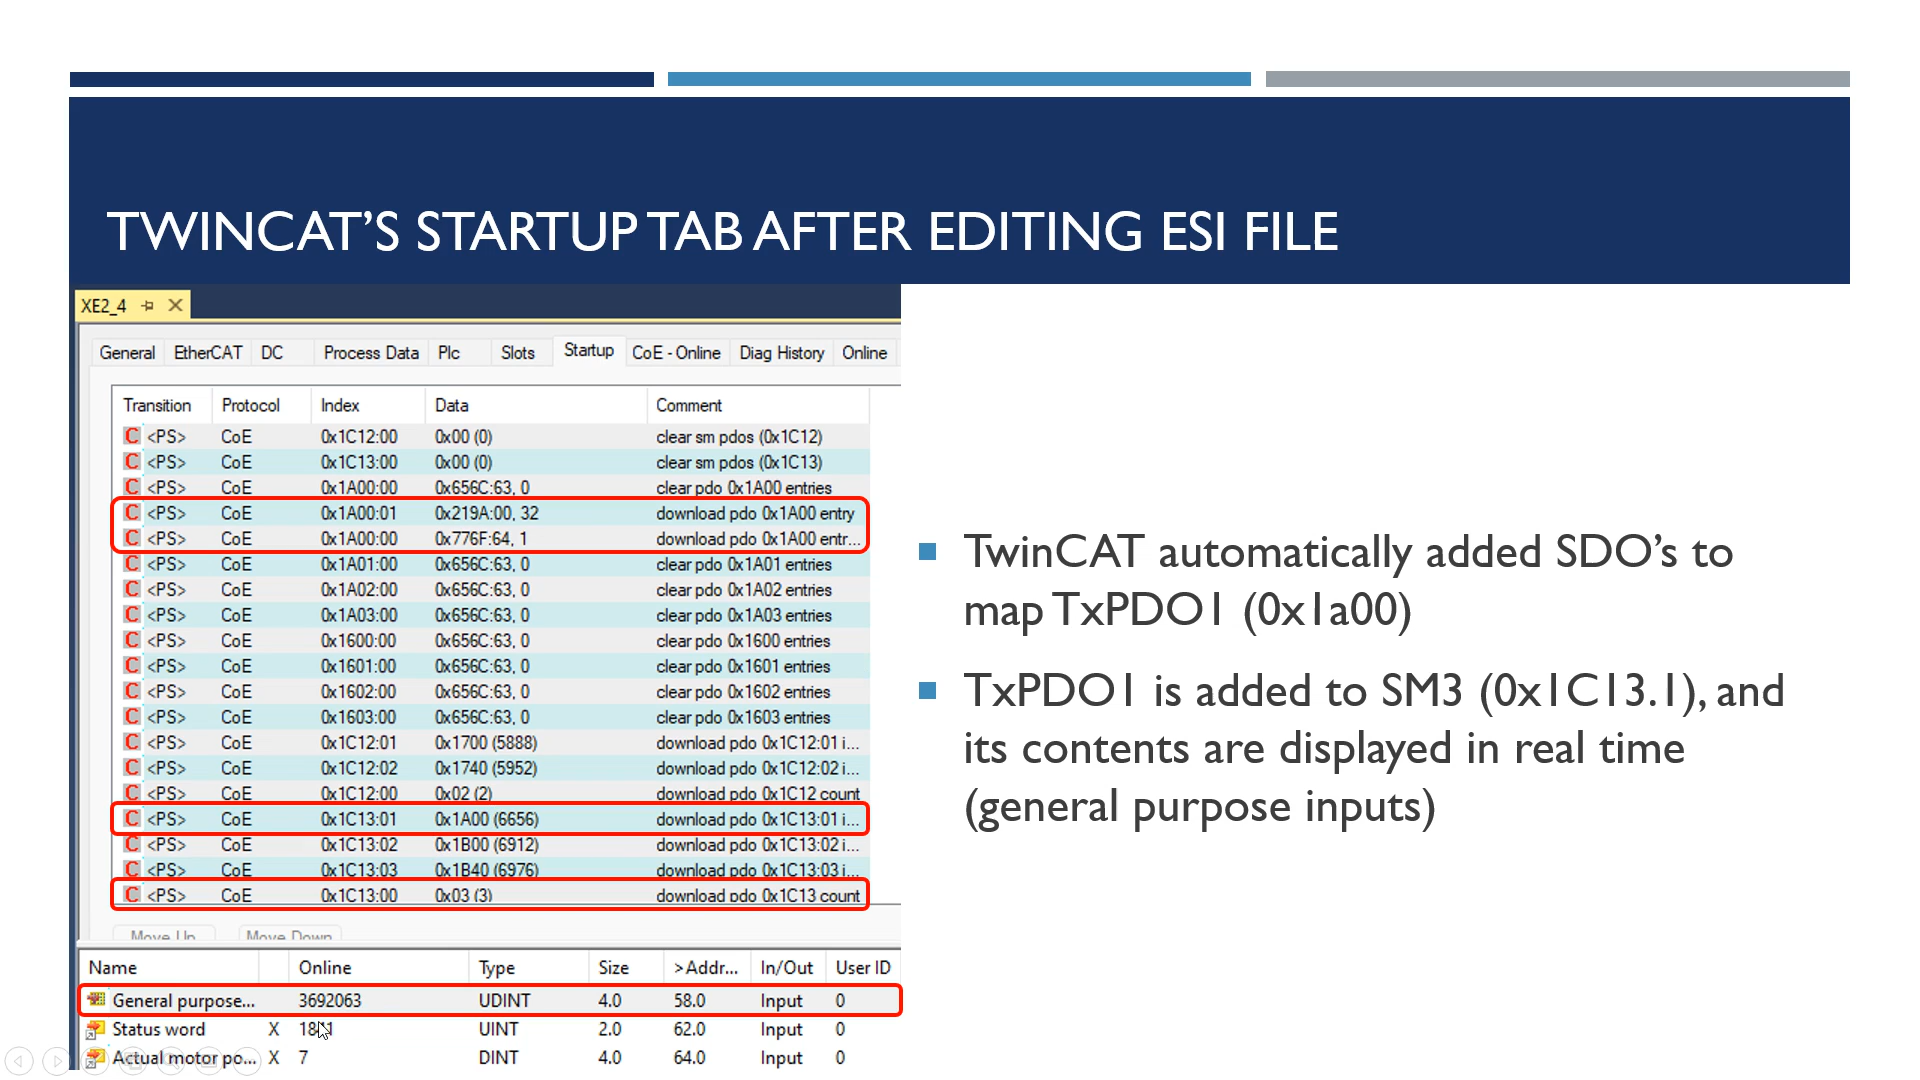 TWINCAT’S STARTUP TAB AFTER EDITING ESI FILE
XE2_4
General EtherCAT DC Process Data Plc Slots Startup CoE - Online Diag History Online
Transition Protocol Index Data Comment
C <PS> CoE 0x1C12:00 0x00 (0) clear sm pdos (0x1C12)
C <PS> CoE 0x1C13:00 0x00 (0) clear sm pdos (0x1C13)
C <PS> CoE 0x1A00:00 0x656C:63, 0 clear pdo 0x1A00 entries
C <PS> CoE 0x1A00:01 0x219A:00, 32 download pdo 0x1A00 entry
C <PS> CoE 0x1A00:00 0x776F:64, 1 download pdo 0x1A00 entr...
C <PS> CoE 0x1A01:00 0x656C:63, 0 clear pdo 0x1A01 entries
C <PS> CoE 0x1A02:00 0x656C:63, 0 clear pdo 0x1A02 entries
C <PS> CoE 0x1A03:00 0x656C:63, 0 clear pdo 0x1A03 entries
C <PS> CoE 0x1600:00 0x656C:63, 0 clear pdo 0x1600 entries
C <PS> CoE 0x1601:00 0x656C:63, 0 clear pdo 0x1601 entries
C <PS> CoE 0x1602:00 0x656C:63, 0 clear pdo 0x1602 entries
C <PS> CoE 0x1603:00 0x656C:63, 0 clear pdo 0x1603 entries
C <PS> CoE 0x1C12:01 0x1700 (5888) download pdo 0x1C12:01 i...
C <PS> CoE 0x1C12:02 0x1740 (5952) download pdo 0x1C12:02 i...
C <PS> CoE 0x1C12:00 0x02 (2) download pdo 0x1C12 count
C <PS> CoE 0x1C13:01 0x1A00 (6656) download pdo 0x1C13:01 i...
C <PS> CoE 0x1C13:02 0x1B00 (6912) download pdo 0x1C13:02 i...
C <PS> CoE 0x1C13:03 0x1B40 (6976) download pdo 0x1C13:03 i...
C <PS> CoE 0x1C13:00 0x03 (3) download pdo 0x1C13 count
Move Up Move Down
Name Online Type Size >Addr... In/Out User ID
General purpose... 3692063 UDINT 4.0 58.0 Input 0
Status word X UINT 2.0 62.0 Input 0
Actual motor po... X 7 DINT 4.0 64.0 Input 0
TwinCAT automatically added SDO’s to
map TxPDO1 (0x1a00)
TxPDO1 is added to SM3 (0x1C13.1), and
its contents are displayed in real time
(general purpose inputs)